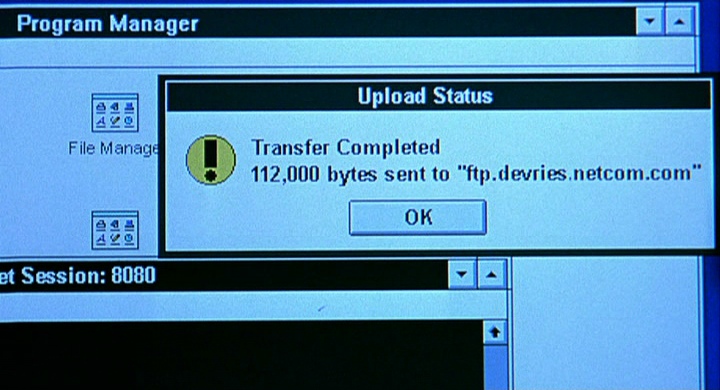 Program Manager
Upload Status
File Manage
Transfer Completed
112,000 bytes sent to "ftp.devries.netcom.com"
OK
et Session: 8080